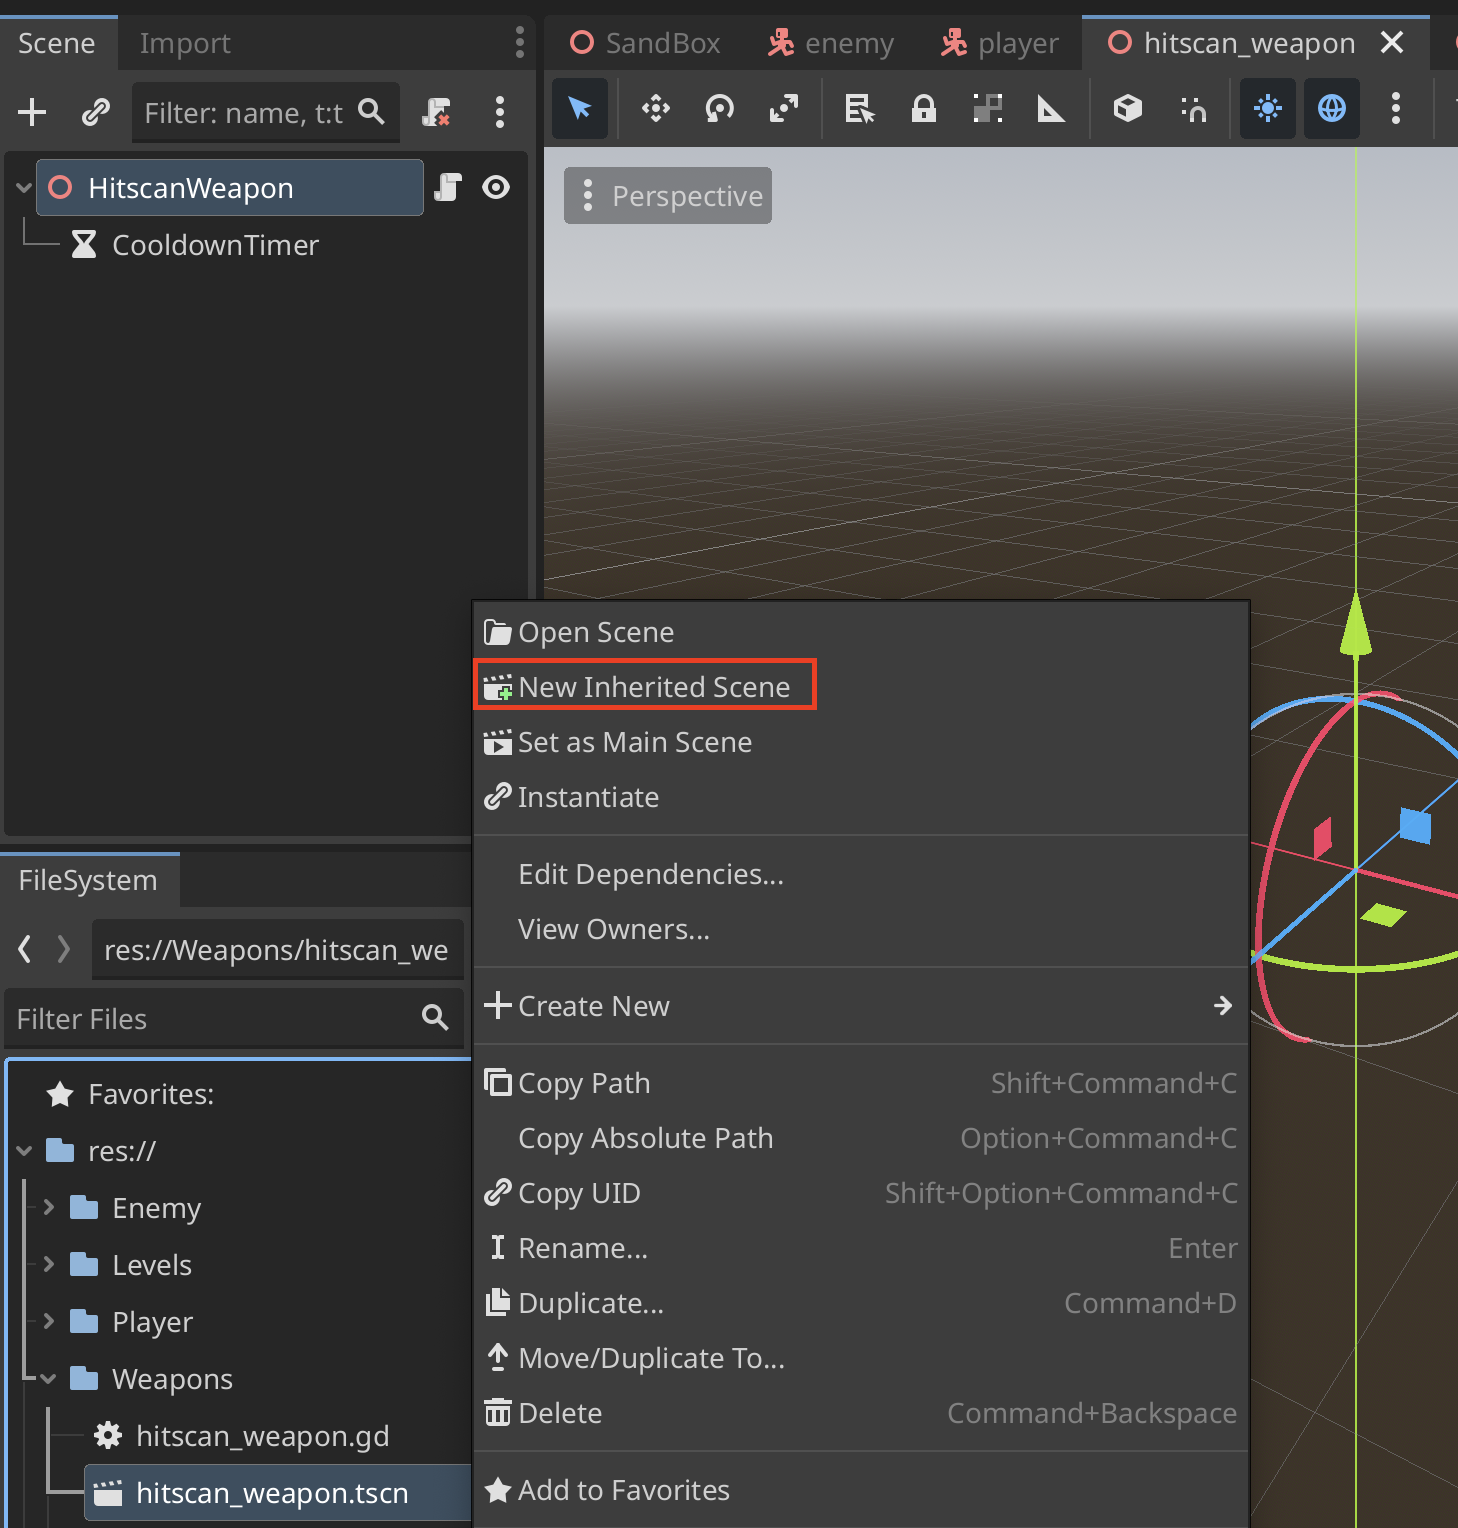 Scene
Import
SandBox
enemy
player
hitscan_weapon
Filter: name, t:t
HitscanWeapon
CooldownTimer
Perspective
Open Scene
New Inherited Scene
Set as Main Scene
Instantiate
Edit Dependencies...
View Owners...
Create New
Copy Path Shift+Command+C
Copy Absolute Path Option+Command+C
Copy UID Shift+Option+Command+C
Rename... Enter
Duplicate... Command+D
Move/Duplicate To...
Delete Command+Backspace
Add to Favorites
FileSystem
res://Weapons/hitscan_we
Filter Files
Favorites:
res://
Enemy
Levels
Player
Weapons
hitscan_weapon.gd
hitscan_weapon.tscn